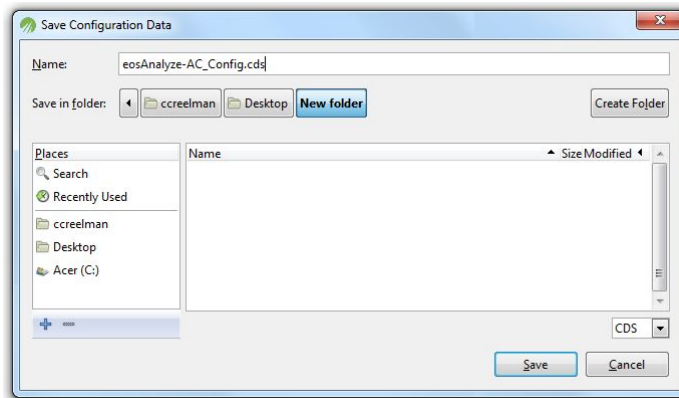 Save Configuration Data
Name: eosAnalyze-AC_Config.cds
Save in folder: ccreelman Desktop New folder Create Folder
Places Name Size Modified
Search
Recently Used
ccreelman
Desktop
Acer (C:)
CDS
Save Cancel